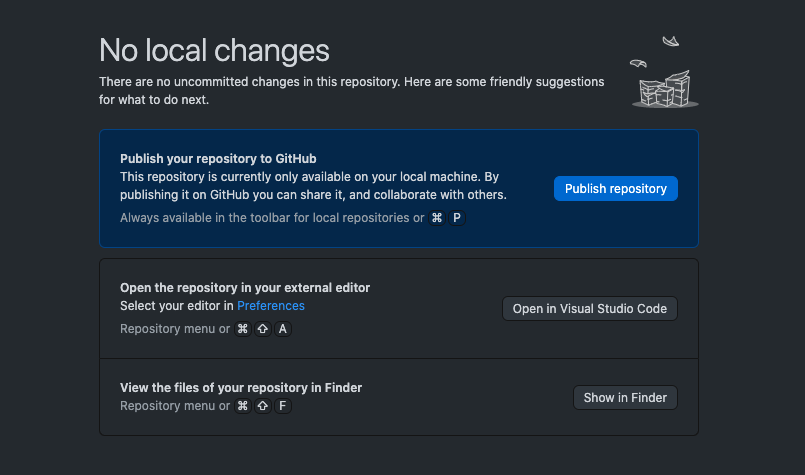 No local changes
There are no uncommitted changes in this repository. Here are some friendly suggestions
for what to do next.
Publish your repository to GitHub
This repository is currently only available on your local machine. By
publishing it on GitHub you can share it, and collaborate with others.
Always available in the toolbar for local repositories or ⌘ P
Publish repository
Open the repository in your external editor
Select your editor in Preferences
Repository menu or ⌘ ⇧ A
Open in Visual Studio Code
View the files of your repository in Finder
Repository menu or ⌘ ⇧ F
Show in Finder